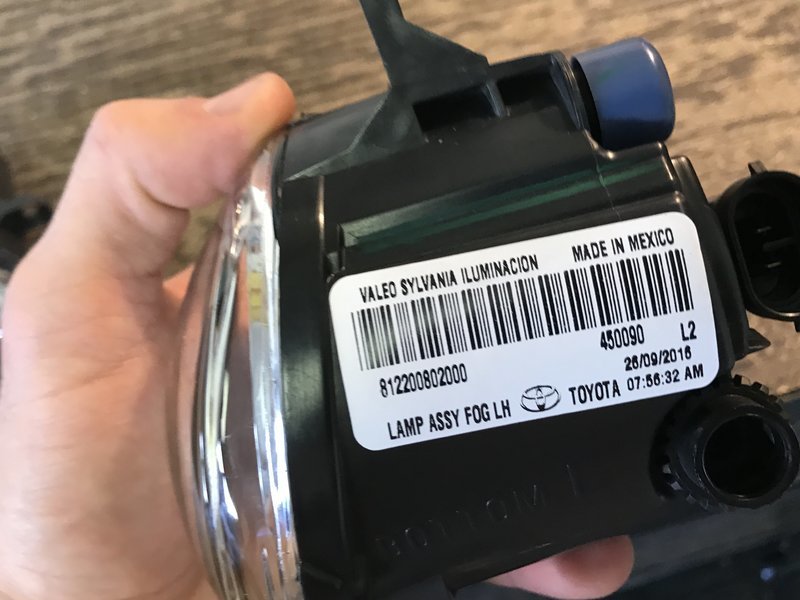 VALEO SYLVANIA ILUMINACION MADE IN MEXICO
812200802000 450090 L2
26/09/2016
LAMP ASSY FOG LH TOYOTA 07:56:32 AM
BOTTOM